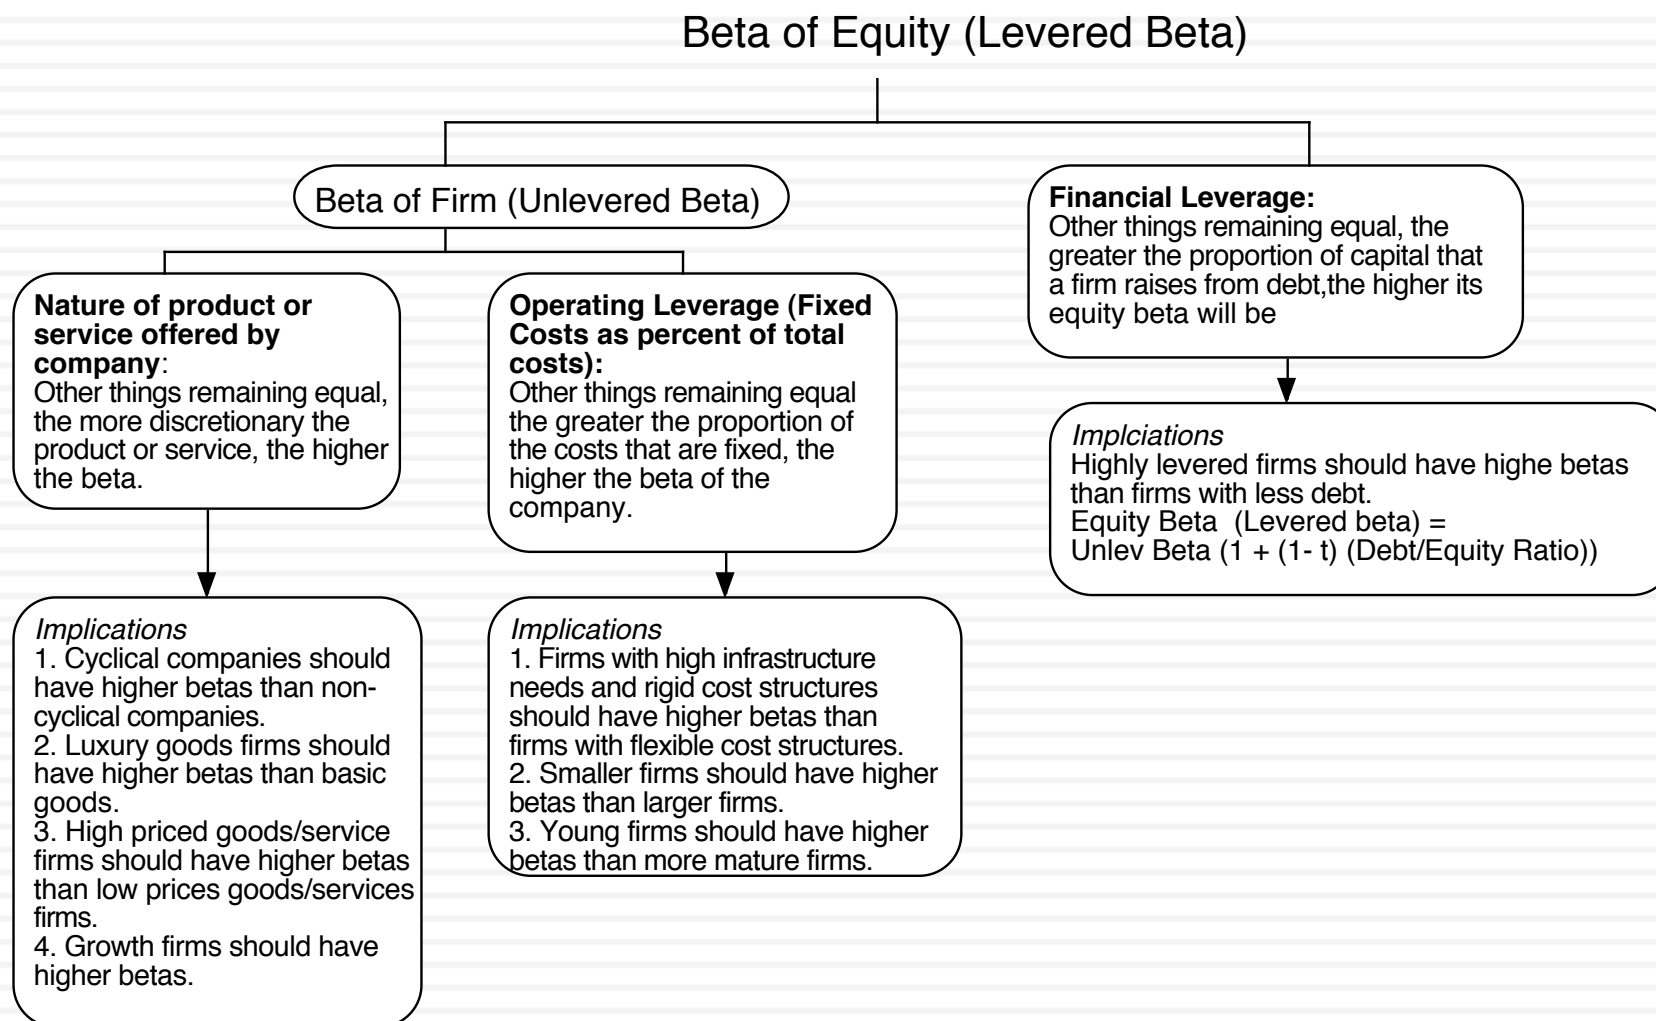 Beta of Equity (Levered Beta)
Beta of Firm (Unlevered Beta)
Nature of product or
service offered by
company:
Other things remaining equal,
the more discretionary the
product or service, the higher
the beta.
Operating Leverage (Fixed
Costs as percent of total
costs):
Other things remaining equal
the greater the proportion of
the costs that are fixed, the
higher the beta of the
company.
Financial Leverage:
Other things remaining equal, the
greater the proportion of capital that
a firm raises from debt,the higher its
equity beta will be
Implications
1. Cyclical companies should
have higher betas than non-
cyclical companies.
2. Luxury goods firms should
have higher betas than basic
goods.
3. High priced goods/service
firms should have higher betas
than low prices goods/services
firms.
4. Growth firms should have
higher betas.
Implications
1. Firms with high infrastructure
needs and rigid cost structures
should have higher betas than
firms with flexible cost structures.
2. Smaller firms should have higher
betas than larger firms.
3. Young firms should have higher
betas than more mature firms.
Implciations
Highly levered firms should have highe betas
than firms with less debt.
Equity Beta  (Levered beta) =
Unlev Beta (1 + (1- t) (Debt/Equity Ratio))